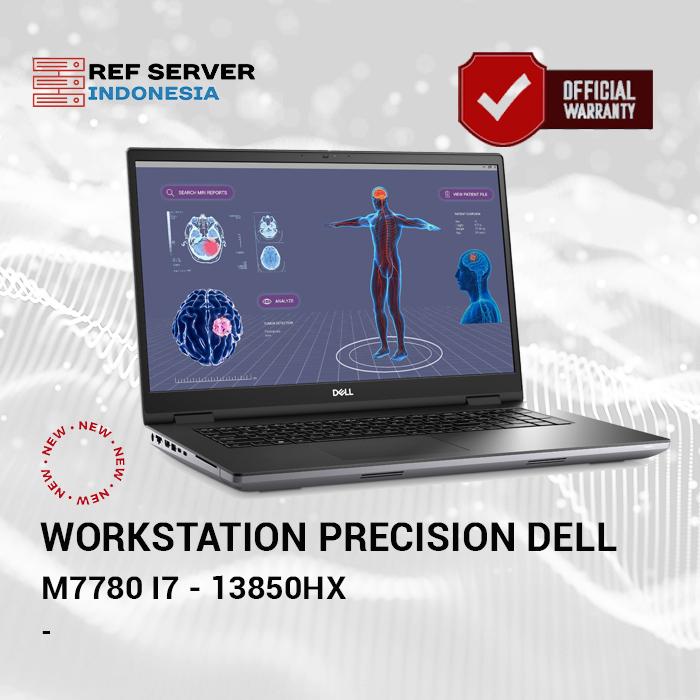 REF SERVER
INDONESIA
OFFICIAL
WARRANTY
SEARCH MRI REPORTS
VIEW PATIENT FILE
ANALYZE
DELL
NEW • NEW • NEW • NEW • NEW • NEW •
WORKSTATION PRECISION DELL
M7780 I7 - 13850HX
-